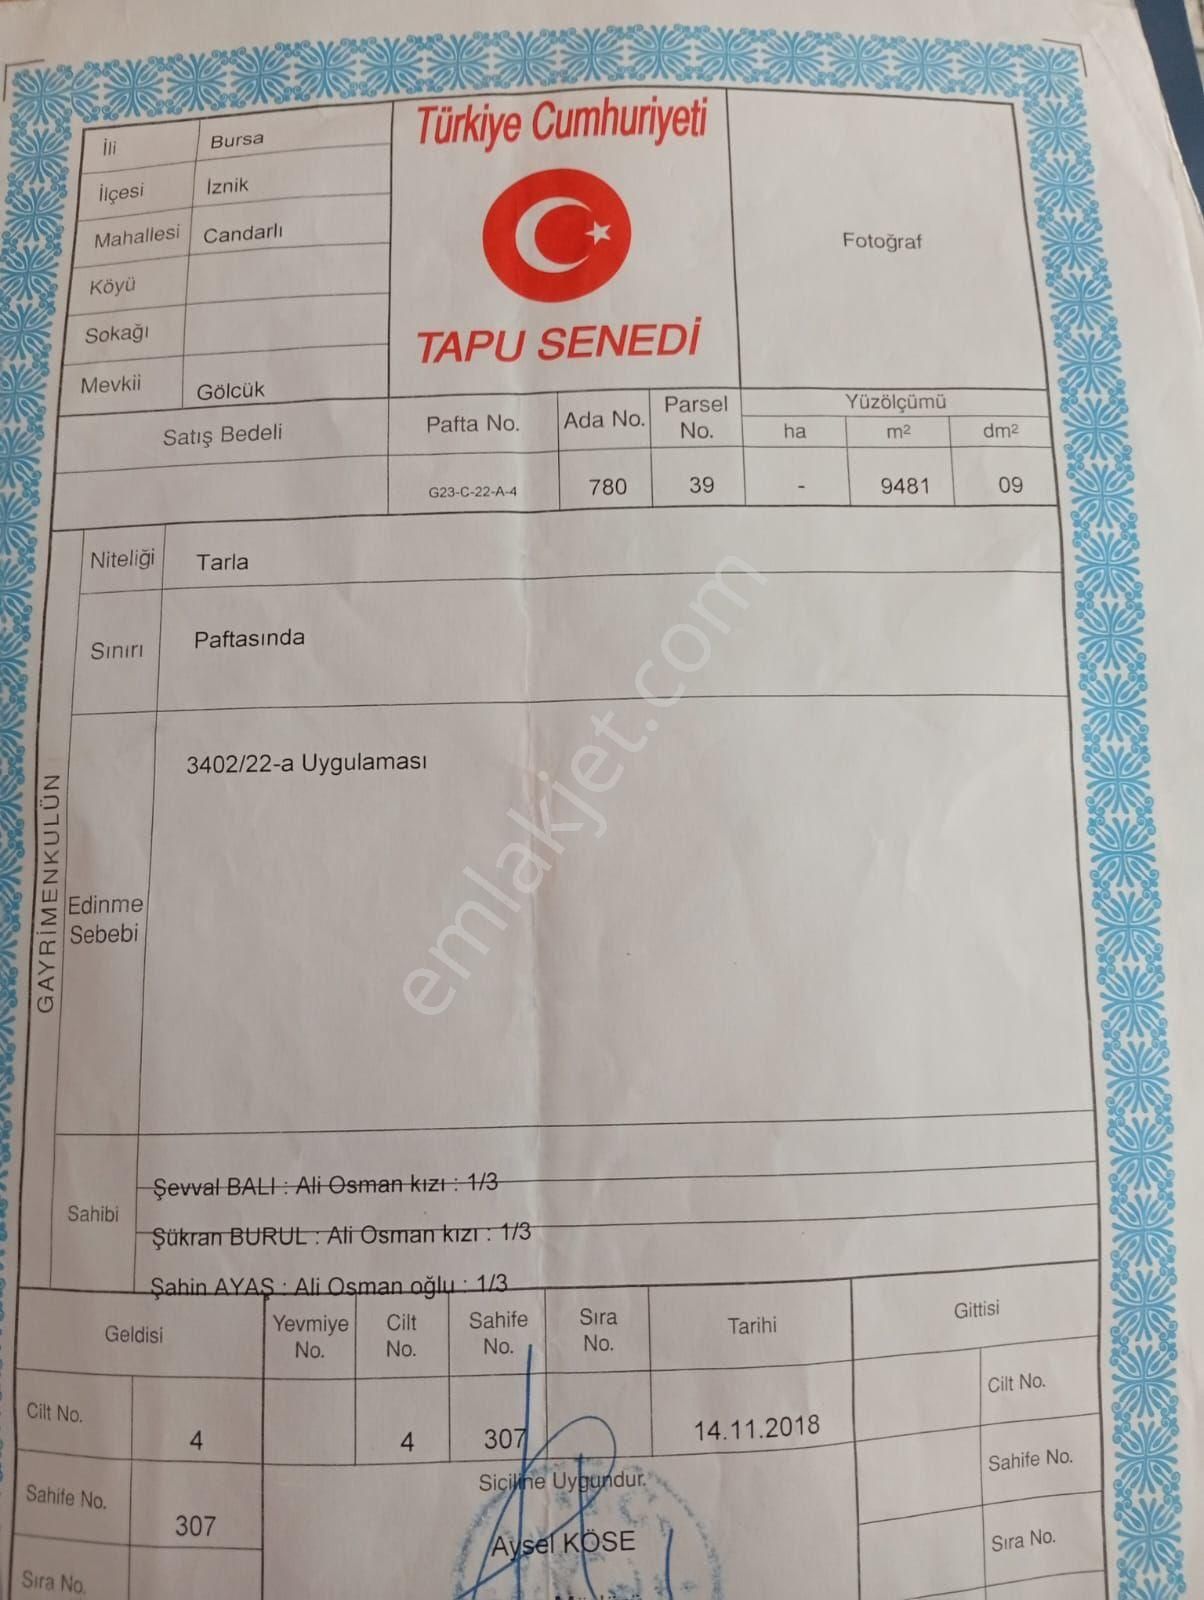 İli Bursa
İlçesi İznik
Mahallesi Candarlı
Köyü
Sokağı
Mevkii Gölcük
Türkiye Cumhuriyeti
TAPU SENEDİ
Fotoğraf
Satış Bedeli Pafta No. Ada No. Parsel No. Yüzölçümü
ha m² dm²
G23-C-22-A-4 780 39 - 9481 09
GAYRİMENKULÜN
Niteliği Tarla
Sınırı Paftasında
Edinme Sebebi 3402/22-a Uygulaması
emlakjet.com
Sahibi
Şevval BALI : Ali Osman kızı : 1/3
Şükran BURUL : Ali Osman kızı : 1/3
Şahin AYAŞ : Ali Osman oğlu : 1/3
Geldisi Yevmiye No. Cilt No. Sahife No. Sıra No. Tarihi Gittisi
Cilt No. 4 4 307 14.11.2018 Cilt No.
Sahife No. 307 Siciline Uygundur. Sahife No.
Aysel KÖSE
Sıra No. Sıra No.